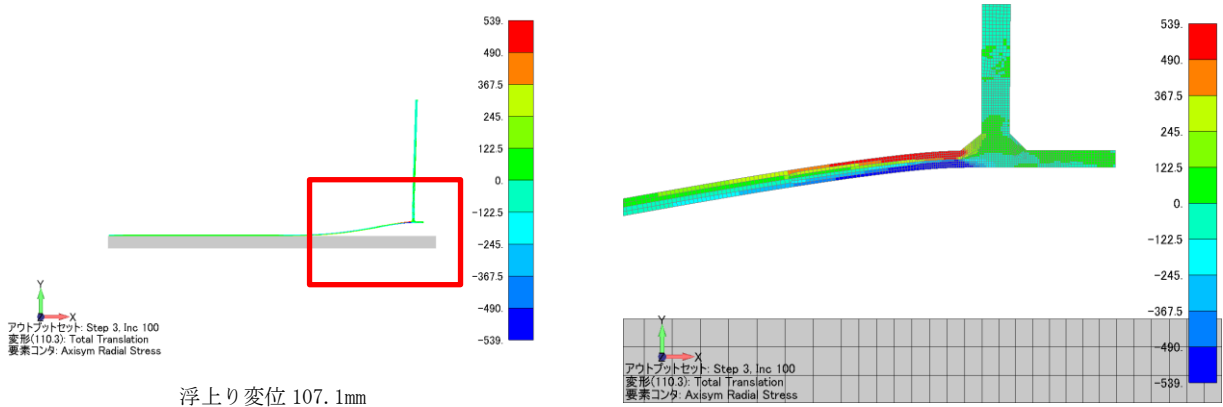 539.
490.
367.5
245.
122.5
0.
-122.5
-245.
-367.5
-490.
-539.
Y
X
アウトプットセット: Step 3, Inc 100
変形(110.3): Total Translation
要素コンタ: Axisym Radial Stress
浮上り変位 107.1mm
539.
490.
367.5
245.
122.5
0.
-122.5
-245.
-367.5
-490.
-539.
Y
X
アウトプットセット: Step 3, Inc 100
変形(110.3): Total Translation
要素コンタ: Axisym Radial Stress